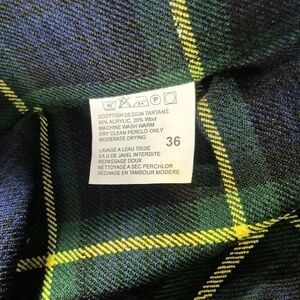 SCOTTISH DESIGN TARTANS
80% ACRYLIC, 20% Wool
MACHINE WASH WARM
DRY CLEAN PERCLO ONLY
MODERATE DRYING
36
LAVAGE A L'EAU TIEDE
EAU DE JAVEL INTERDITE
REPASSAGE DOUX
NETTOYAGE A SEC PERCHLOR
SECHAGE EN TAMBOUR MODERE